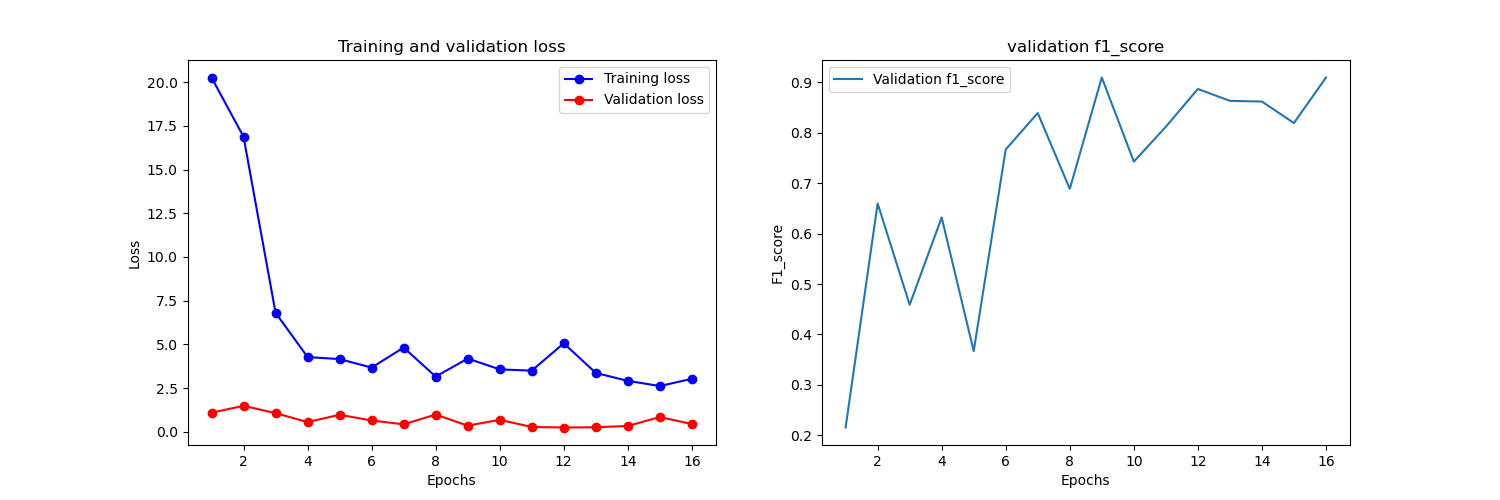 Training and validation loss
Training loss
Validation loss
20.0
17.5
15.0
12.5
10.0
7.5
5.0
2.5
0.0
Loss
2 4 6 8 10 12 14 16
Epochs
validation f1_score
Validation f1_score
0.9
0.8
0.7
0.6
0.5
0.4
0.3
0.2
F1_score
2 4 6 8 10 12 14 16
Epochs